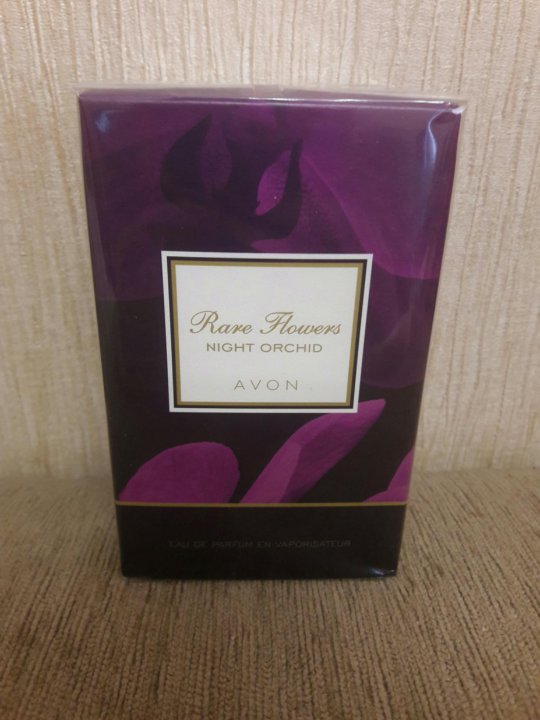 Rare Flowers
NIGHT ORCHID
AVON
EAU DE PARFUM EN VAPORISATEUR